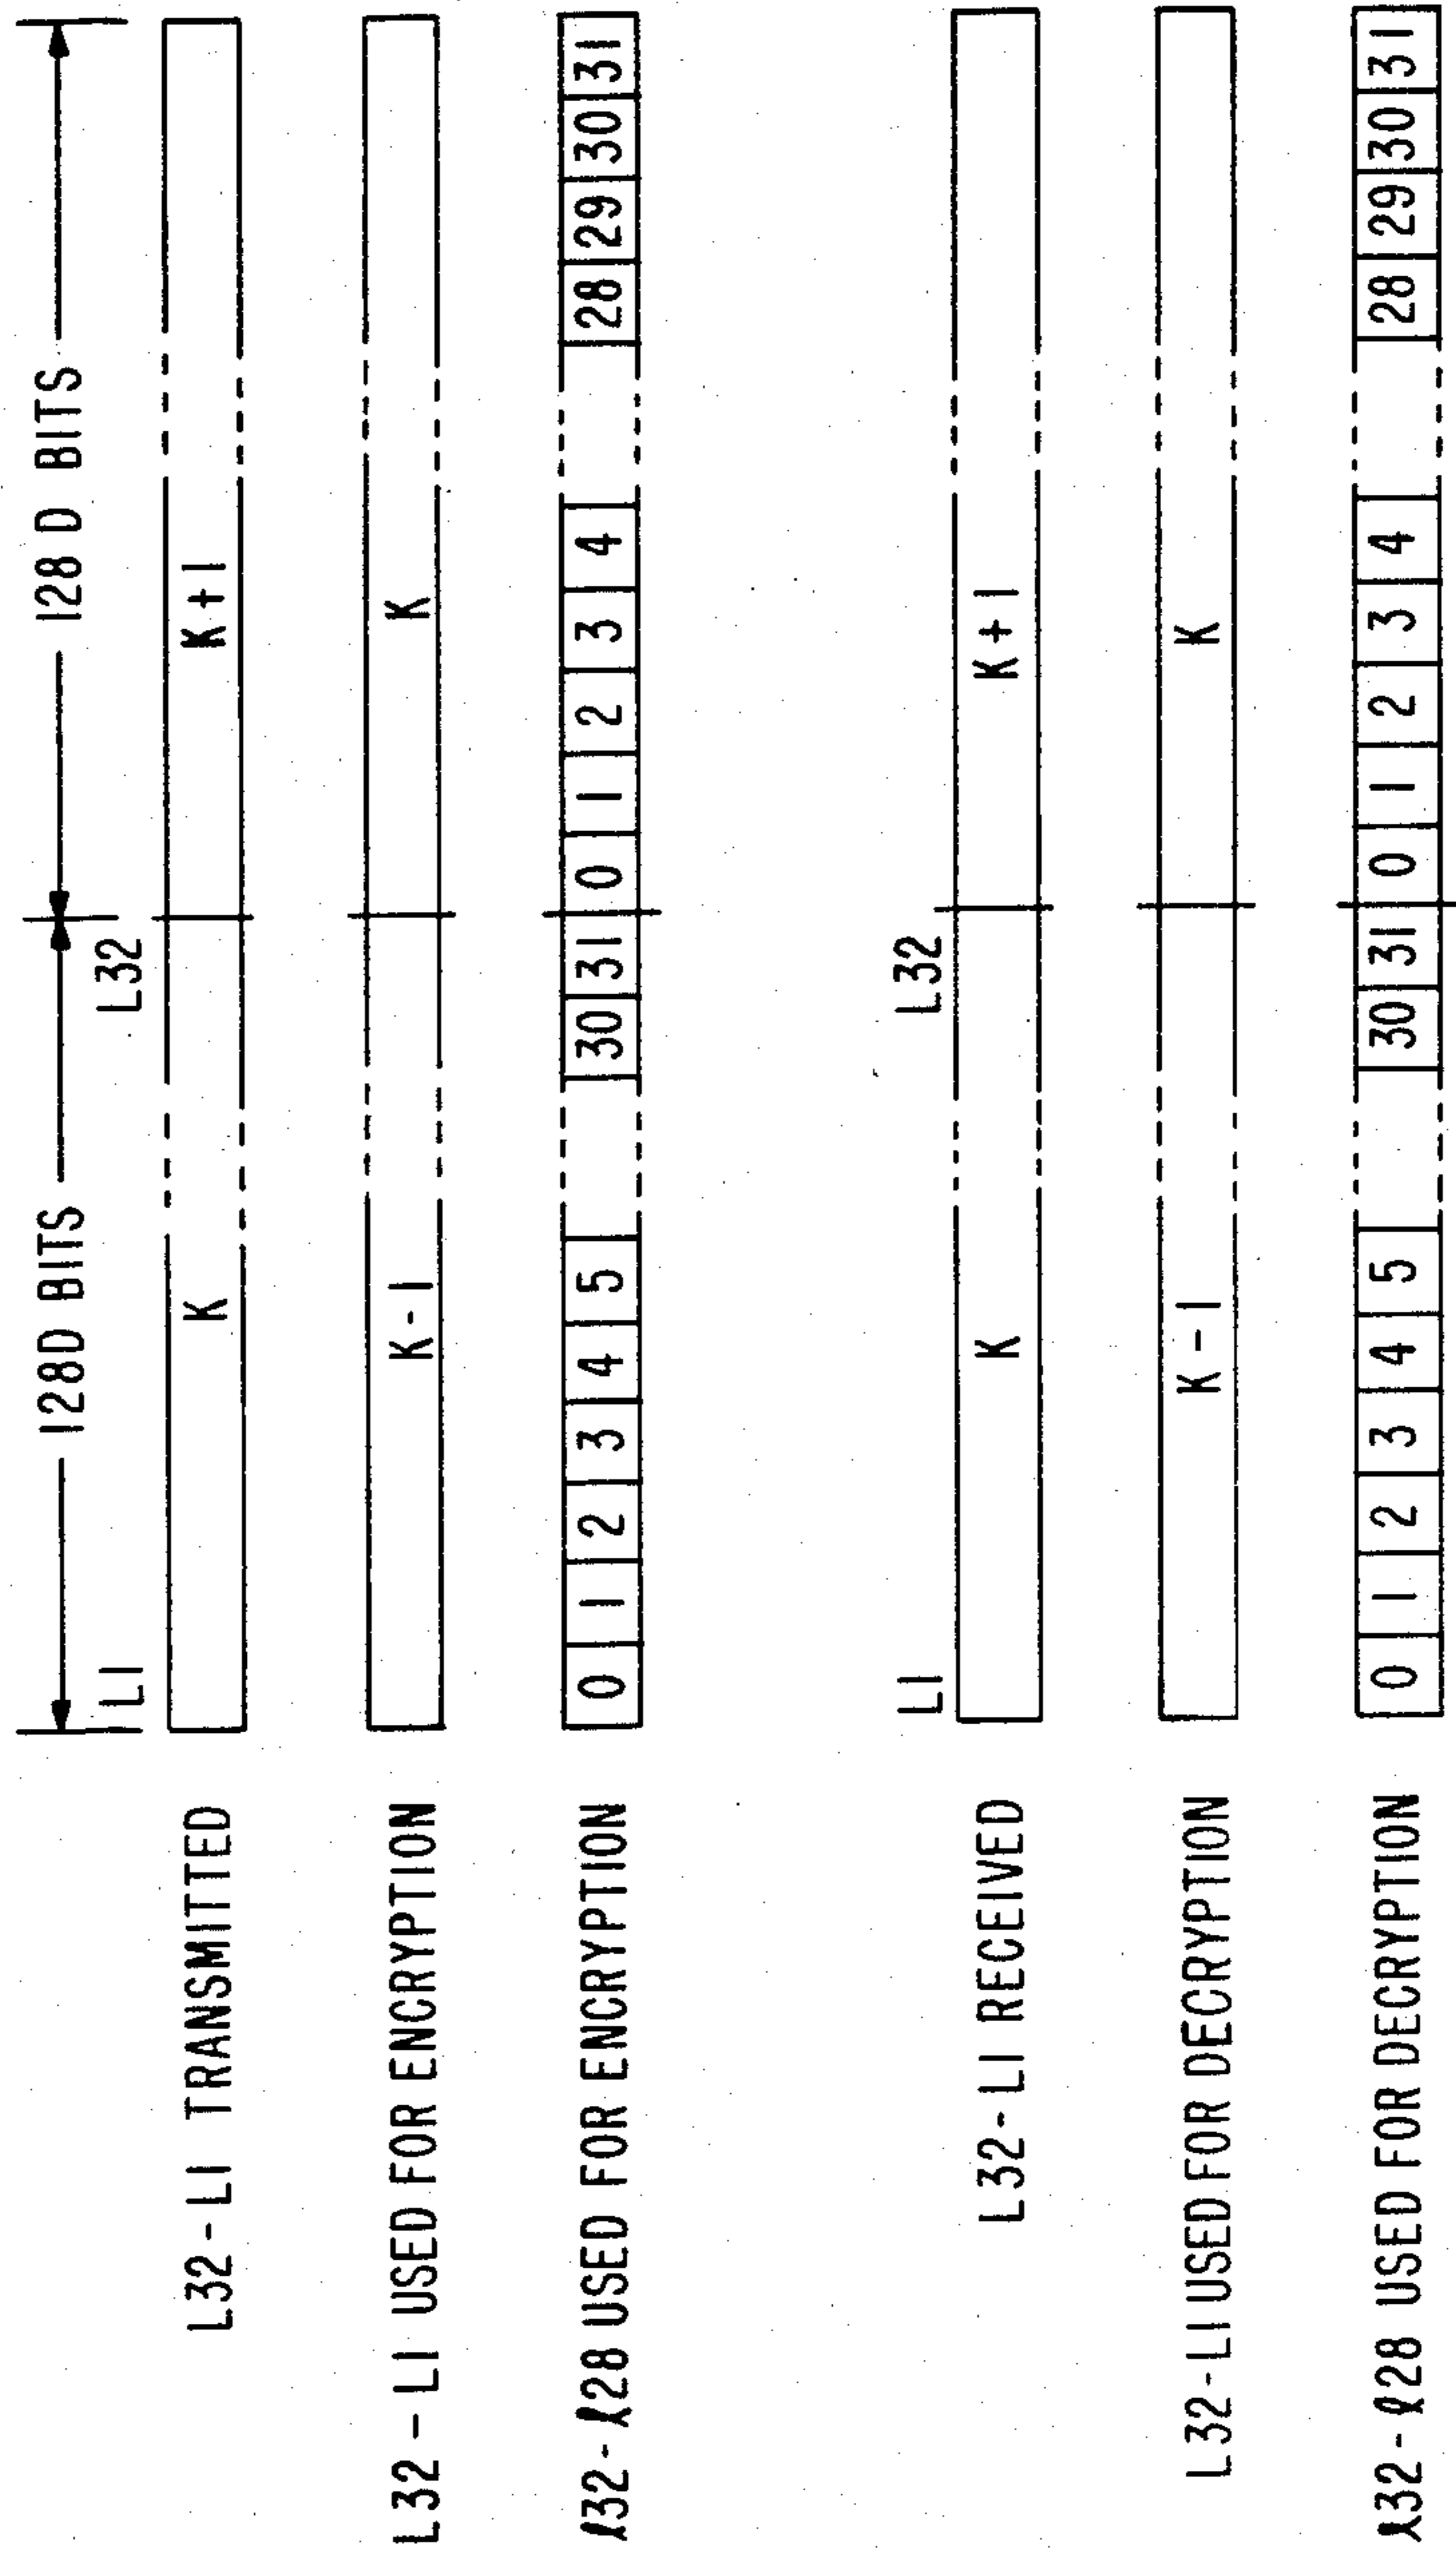 128D BITS 128 D BITS
L1 L32
L32-L1 TRANSMITTED K K+1
L32-L1 USED FOR ENCRYPTION K-1 K
ℓ32-ℓ28 USED FOR ENCRYPTION 0 1 2 3 4 5 30 31 0 1 2 3 4 28 29 30 31
L1 L32
L32-L1 RECEIVED K K+1
L32-L1 USED FOR DECRYPTION K-1 K
ℓ32-ℓ28 USED FOR DECRYPTION 0 1 2 3 4 5 30 31 0 1 2 3 4 28 29 30 31